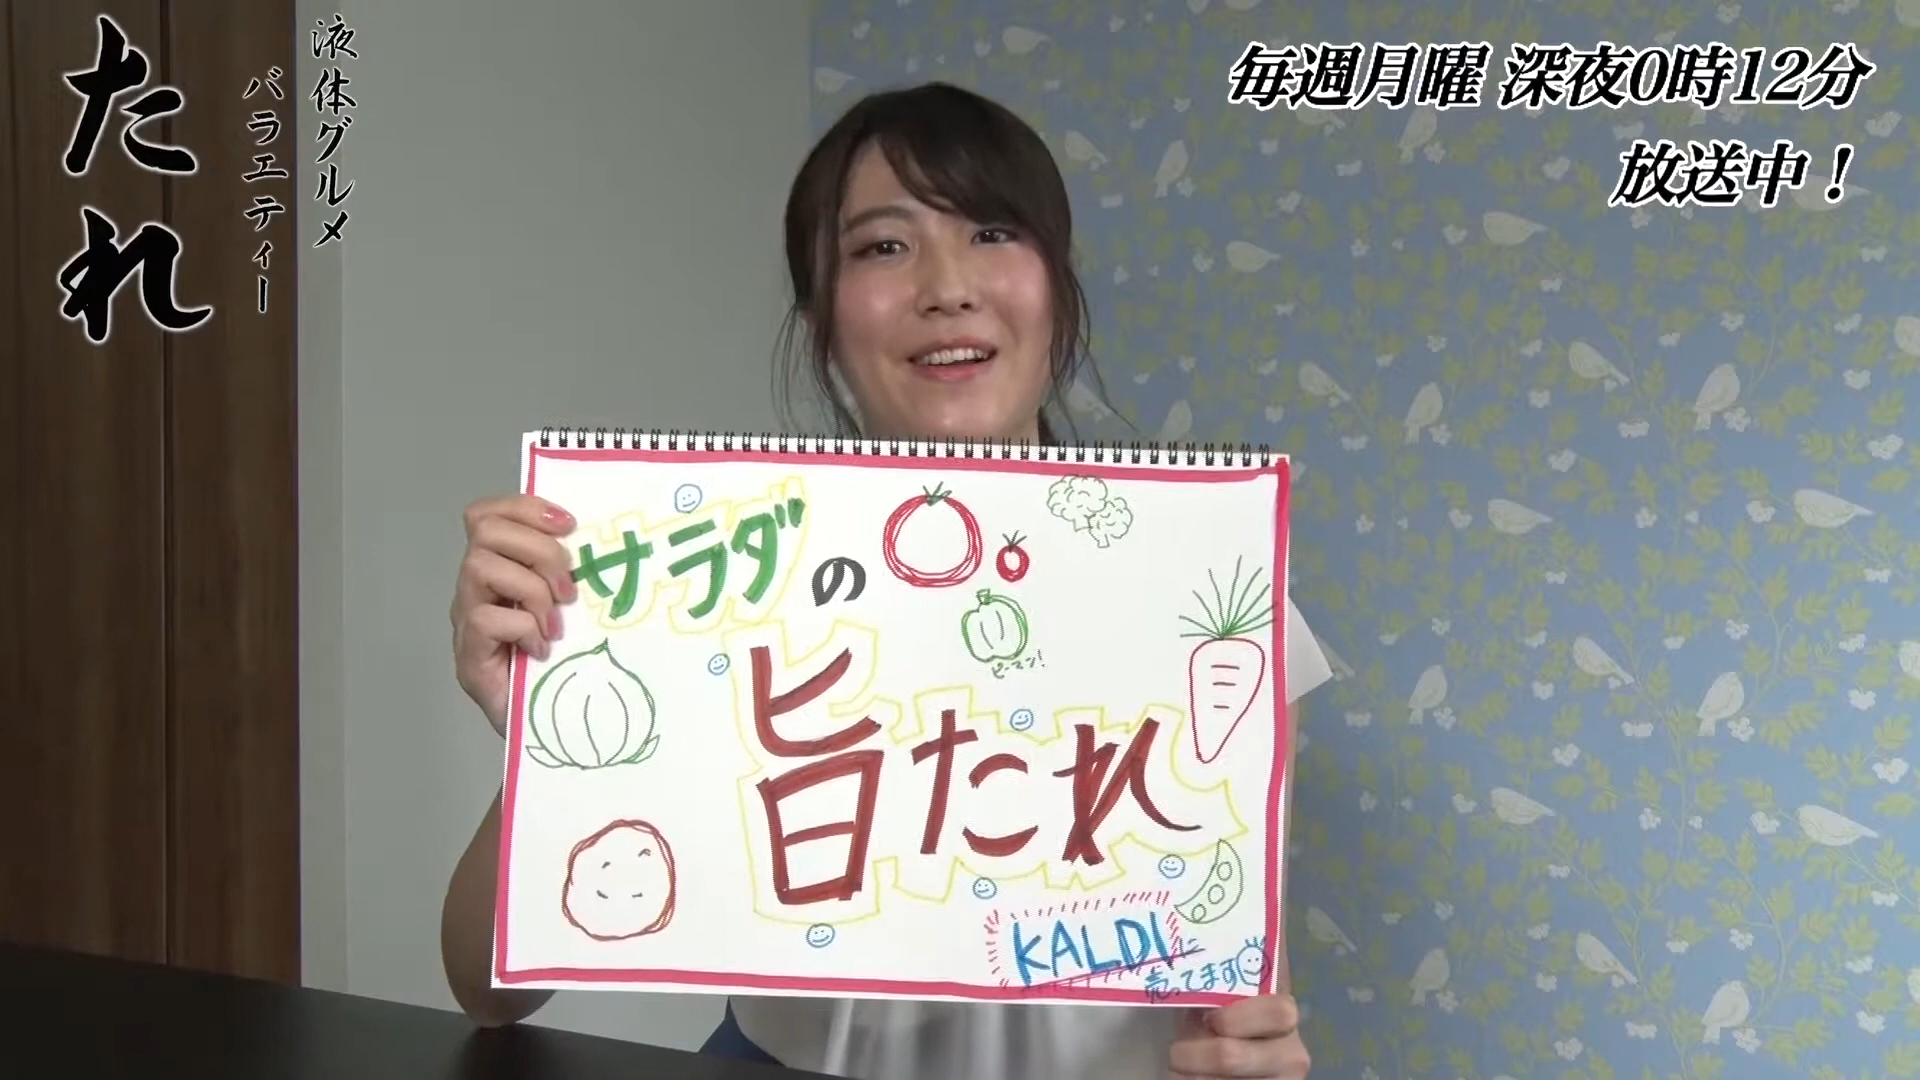 液体グルメ
バラエティー
たれ
毎週月曜 深夜0時12分
放送中！
サラダの
ピーマン!
旨たれ
KALDIに
売ってます